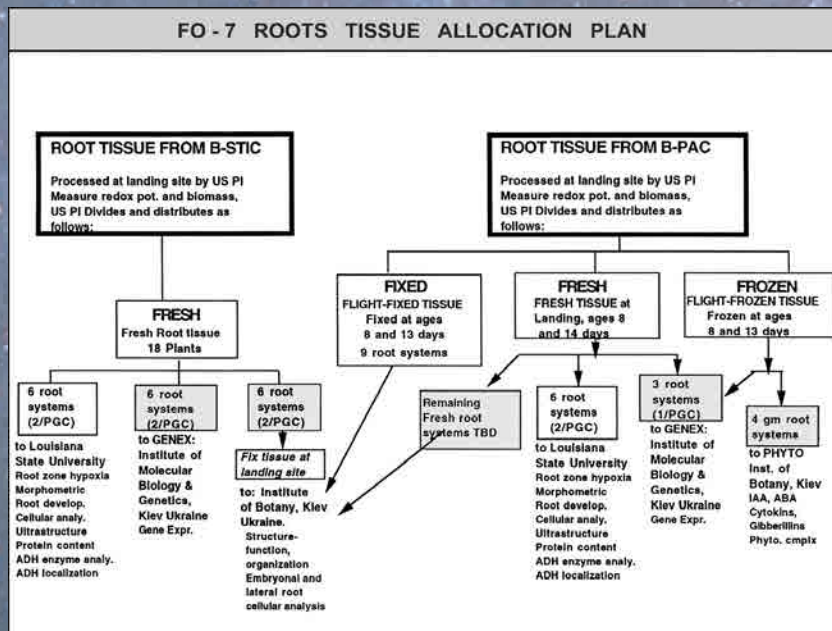 FO - 7 ROOTS TISSUE ALLOCATION PLAN
ROOT TISSUE FROM B-STIC
Processed at landing site by US PI
Measure redox pot. and biomass,
US PI Divides and distributes as
follows:
ROOT TISSUE FROM B-PAC
Processed at landing site by US PI
Measure redox pot. and biomass,
US PI Divides and distributes as
follows:
FRESH
Fresh Root tissue
18 Plants
FIXED
FLIGHT-FIXED TISSUE
Fixed at ages
8 and 13 days
9 root systems
FRESH
FRESH TISSUE at
Landing, ages 8
and 14 days
FROZEN
FLIGHT-FROZEN TISSUE
Frozen at ages
8 and 13 days
6 root
systems
(2/PGC)
to Louisiana
State University
Root zone hypoxia
Morphometric
Root develop.
Cellular analy.
Ultrastructure
Protein content
ADH enzyme analy.
ADH localization
6 root
systems
(2/PGC)
to GENEX:
Institute of
Molecular
Biology &
Genetics,
Kiev Ukraine
Gene Expr.
6 root
systems
(2/PGC)
Fix tissue at
landing site
to: Institute
of Botany, Kiev
Ukraine.
Structure-
function,
organization
Embryonal and
lateral root
cellular analysis
Remaining
Fresh root
systems TBD
6 root
systems
(2/PGC)
to Louisiana
State University
Root zone hypoxia
Morphometric
Root develop.
Cellular analy.
Ultrastructure
Protein content
ADH enzyme analy.
ADH localization
3 root
systems
(1/PGC)
to GENEX:
Institute of
Molecular
Biology &
Genetics,
Kiev Ukraine
Gene Expr.
4 gm root
systems
to PHYTO
Inst. of
Botany, Kiev
IAA, ABA
Cytokins,
Gibberillins
Phyto. cmplx